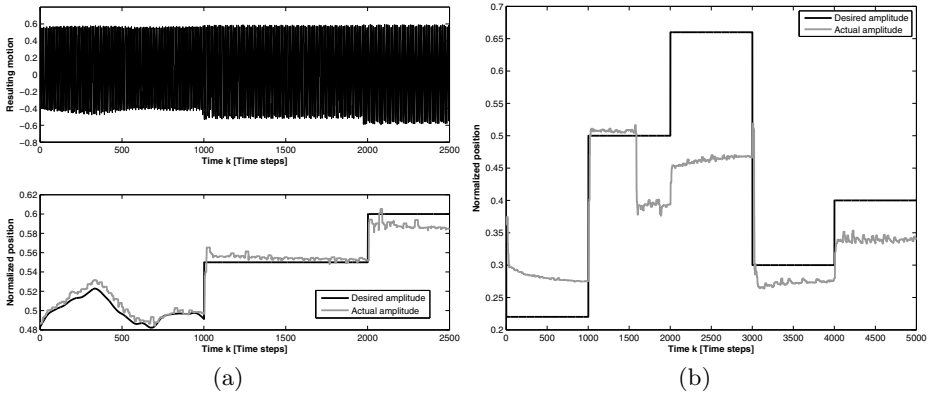 0.6
0.4
0.2
0
−0.2
−0.4
−0.6
−0.8
Resulting motion
0 500 1000 1500 2000 2500
Time k [Time steps]
0.62
0.6
0.58
0.56
0.54
0.52
0.5
0.48
Normalized position
Desired amplitude
Actual amplitude
0 500 1000 1500 2000 2500
Time k [Time steps]
(a)
0.7
0.65
0.6
0.55
0.5
0.45
0.4
0.35
0.3
0.25
0.2
Normalized position
Desired amplitude
Actual amplitude
0 500 1000 1500 2000 2500 3000 3500 4000 4500 5000
Time k [Time steps]
(b)